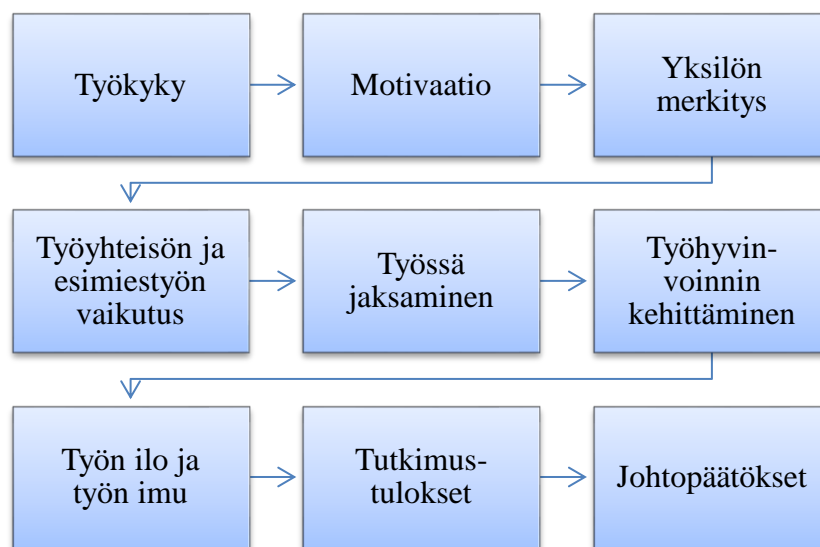 Työkyky
Motivaatio
Yksilön
merkitys
Työyhteisön ja
esimiestyön
vaikutus
Työssä
jaksaminen
Työhyvin-
voinnin
kehittäminen
Työn ilo ja
työn imu
Tutkimus-
tulokset
Johtopäätökset